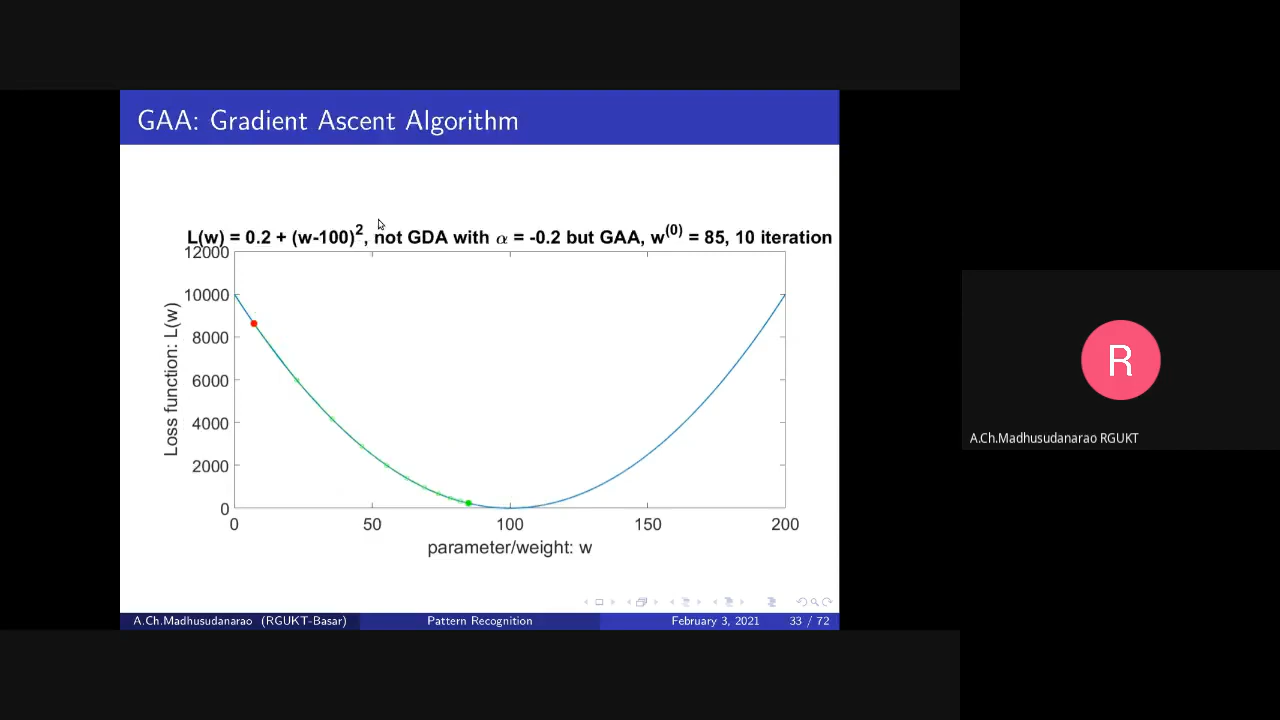 GAA: Gradient Ascent Algorithm
L(w) = 0.2 + (w-100)^2, not GDA with α = -0.2 but GAA, w^(0) = 85, 10 iteration
12000
10000
8000
6000
4000
2000
0
Loss function: L(w)
0 50 100 150 200
parameter/weight: w
A.Ch.Madhusudanarao (RGUKT-Basar) Pattern Recognition February 3, 2021 33 / 72
R
A.Ch.Madhusudanarao RGUKT